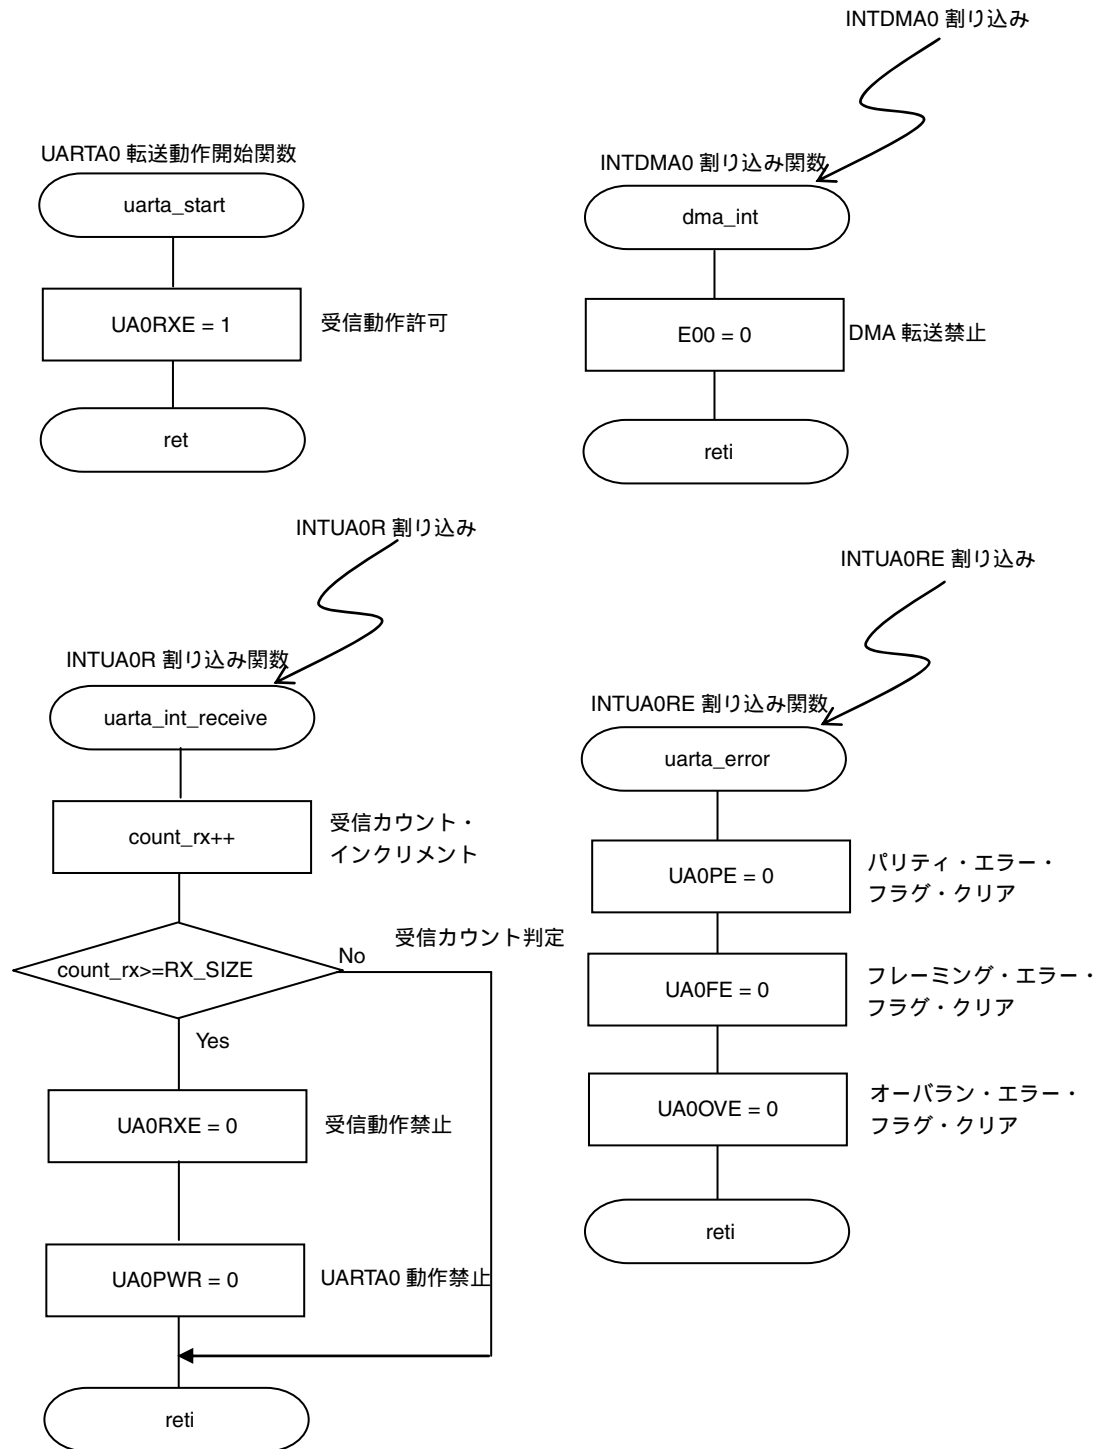 UARTA0 転送動作開始関数
uarta_start
UA0RXE = 1
受信動作許可
ret
INTDMA0 割り込み
INTDMA0 割り込み関数
dma_int
E00 = 0
DMA 転送禁止
reti
INTUA0R 割り込み
INTUA0R 割り込み関数
uarta_int_receive
count_rx++
受信カウント・
インクリメント
count_rx>=RX_SIZE
No
受信カウント判定
Yes
UA0RXE = 0
受信動作禁止
UA0PWR = 0
UARTA0 動作禁止
reti
INTUA0RE 割り込み
INTUA0RE 割り込み関数
uarta_error
UA0PE = 0
パリティ・エラー・
フラグ・クリア
UA0FE = 0
フレーミング・エラー・
フラグ・クリア
UA0OVE = 0
オーバラン・エラー・
フラグ・クリア
reti